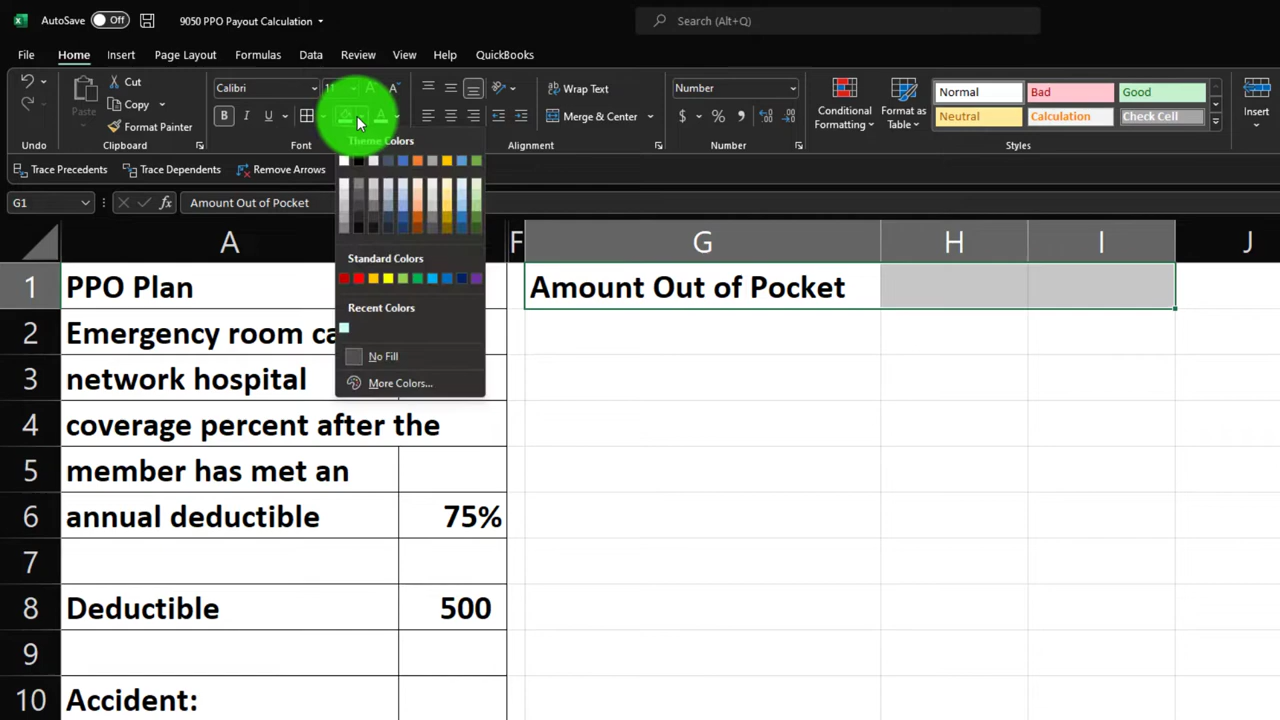 AutoSave Off 9050 PPO Payout Calculation Search (Alt+Q)
File Home Insert Page Layout Formulas Data Review View Help QuickBooks
Cut Calibri 11 Wrap Text Number Normal Bad Good
Paste Copy B I U Merge & Center $ % Conditional Formatting Format as Table Neutral Calculation Check Cell Insert
Format Painter
Undo Clipboard Font Alignment Number Styles
Trace Precedents Trace Dependents Remove Arrows
Theme Colors
G1 fx Amount Out of Pocket
Standard Colors
Recent Colors
No Fill
More Colors...
A F G H I J
1 PPO Plan Amount Out of Pocket
2 Emergency room ca
3 network hospital
4 coverage percent after the
5 member has met an
6 annual deductible 75%
7
8 Deductible 500
9
10 Accident: